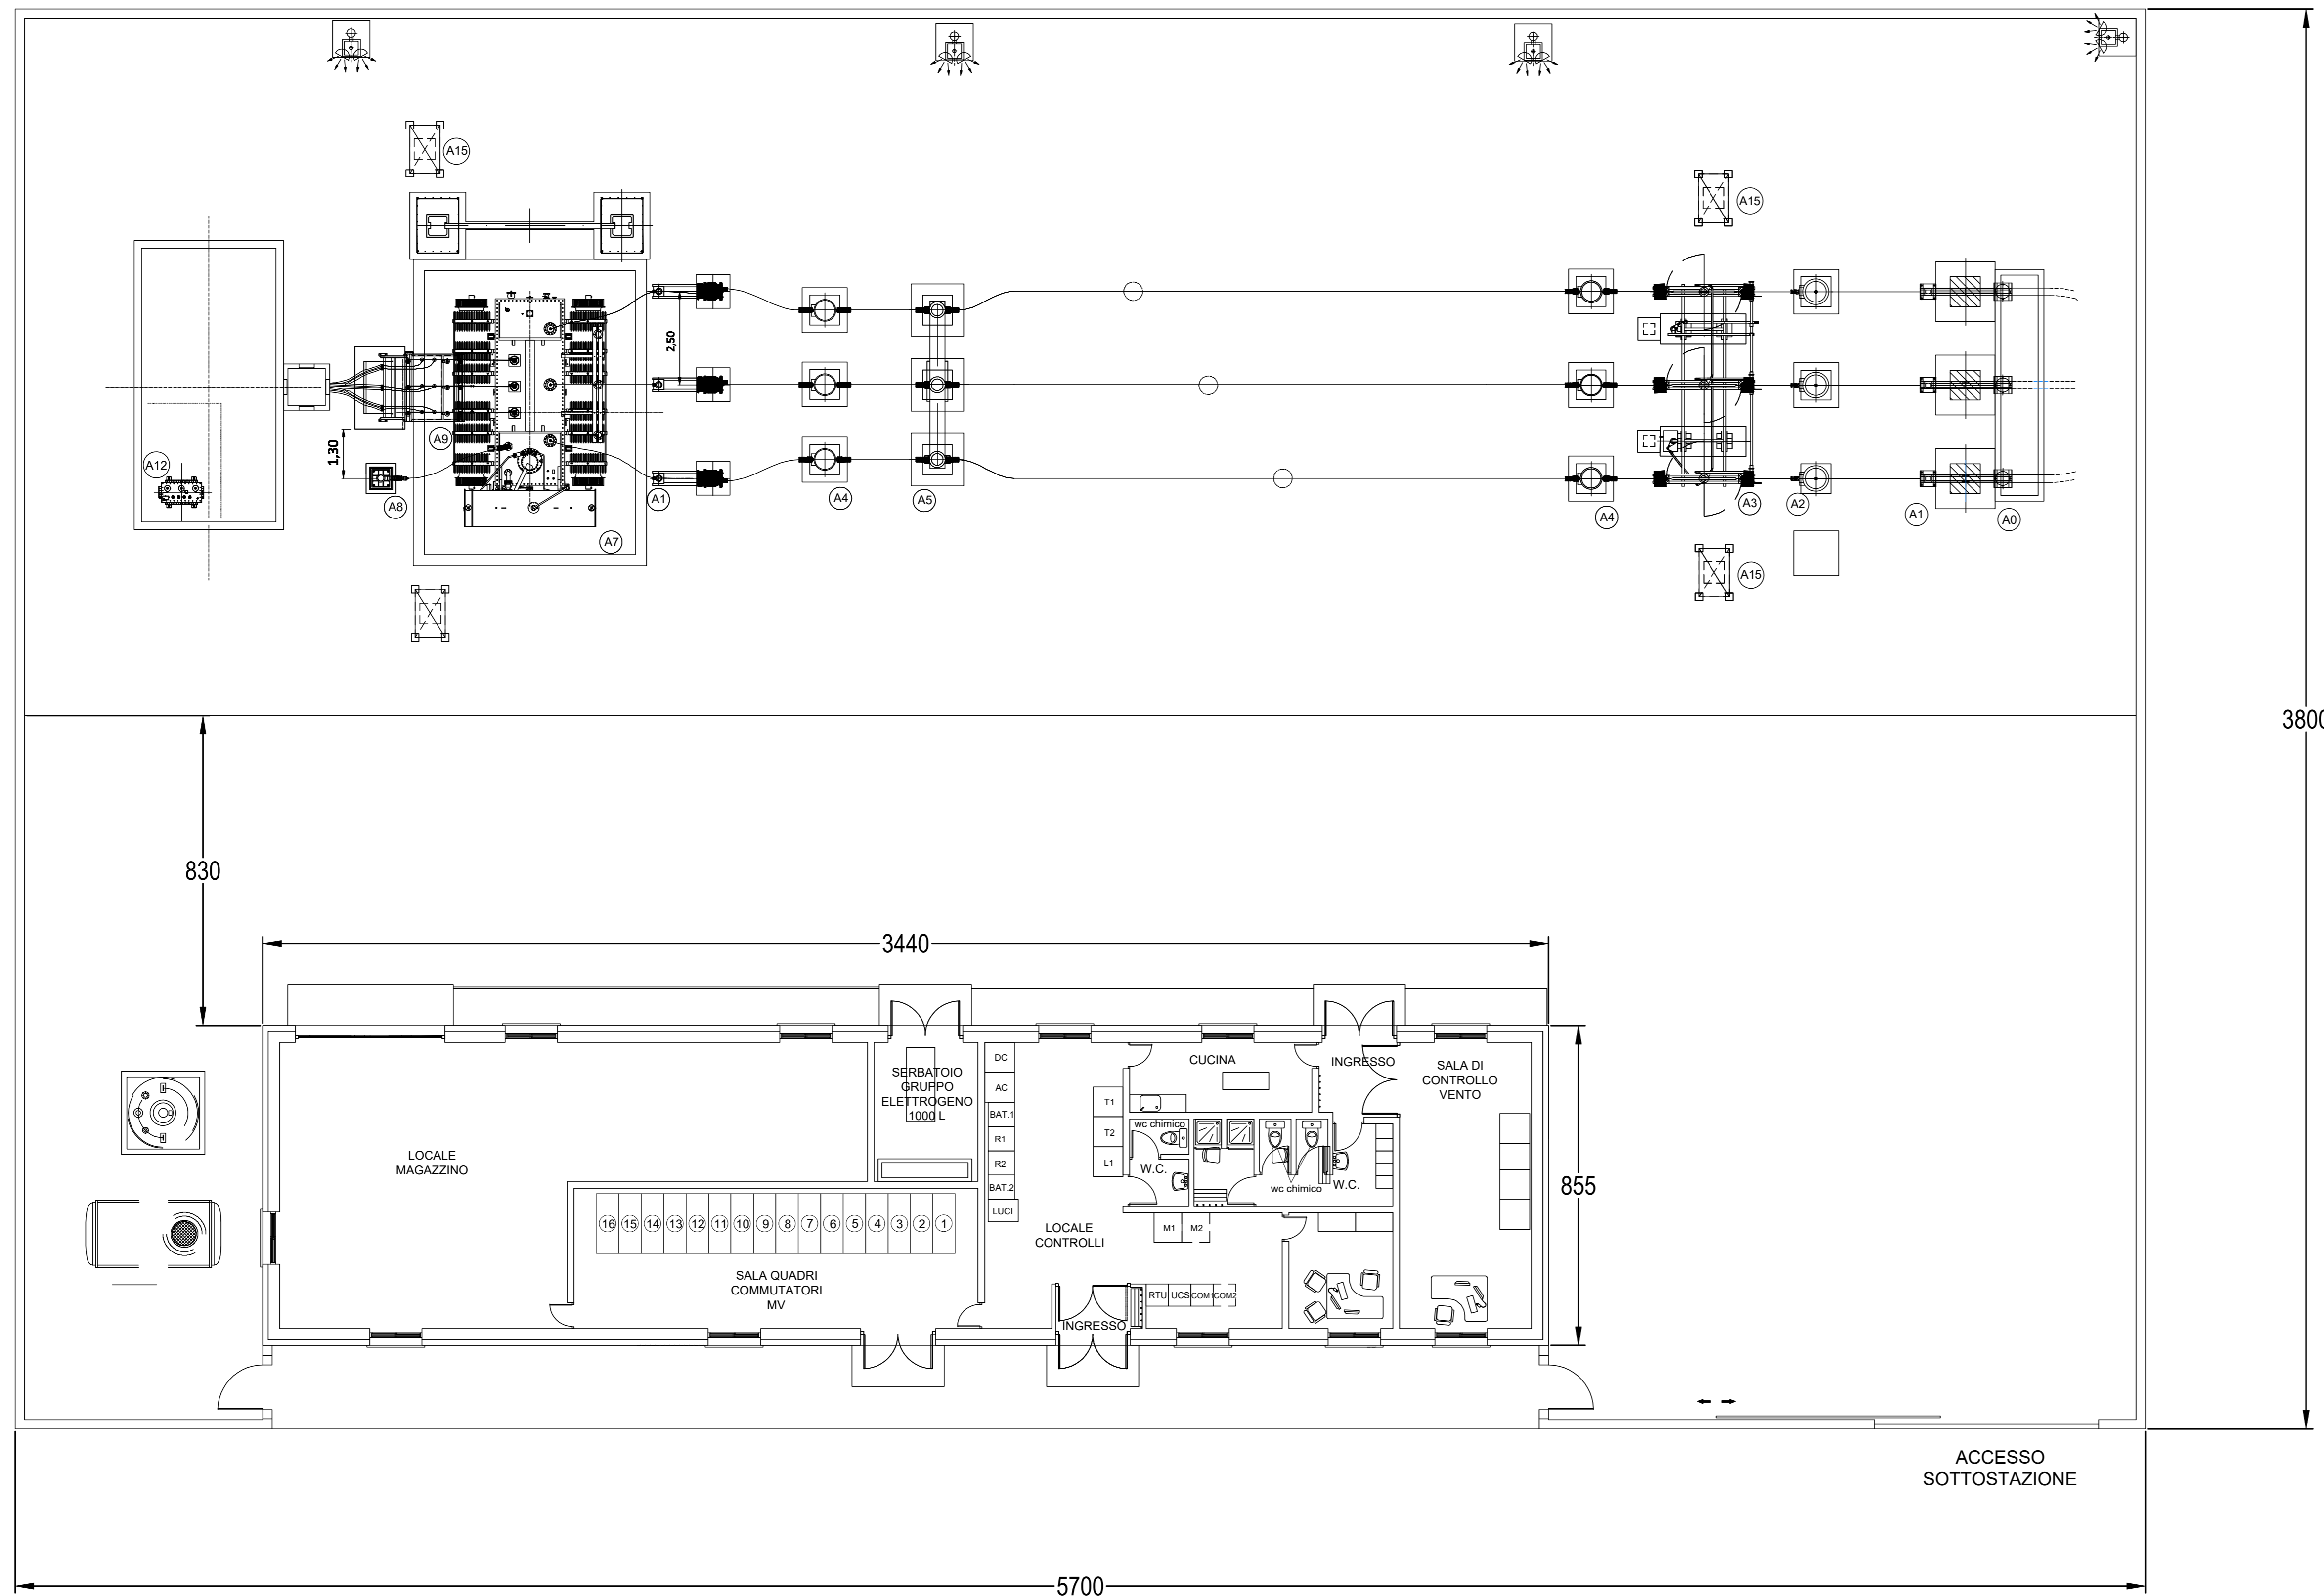 A15
A15
2,50
1,30
A12
A9
A8
A1
A4
A5
A4
A3
A2
A1
A0
A7
A15
3800
830
3440
DC
AC
BAT.1
R1
R2
BAT.2
LUCI
SERBATOIO
GRUPPO
ELETTROGENO
1000 L
T1
T2
L1
CUCINA
INGRESSO
SALA DI
CONTROLLO
VENTO
wc chimico
W.C.
wc chimico
W.C.
LOCALE
MAGAZZINO
855
16 15 14 13 12 11 10 9 8 7 6 5 4 3 2 1
LOCALE
CONTROLLI
M1 M2
SALA QUADRI
COMMUTATORI
MV
RTU UCS COM1 COM2
INGRESSO
ACCESSO
SOTTOSTAZIONE
5700